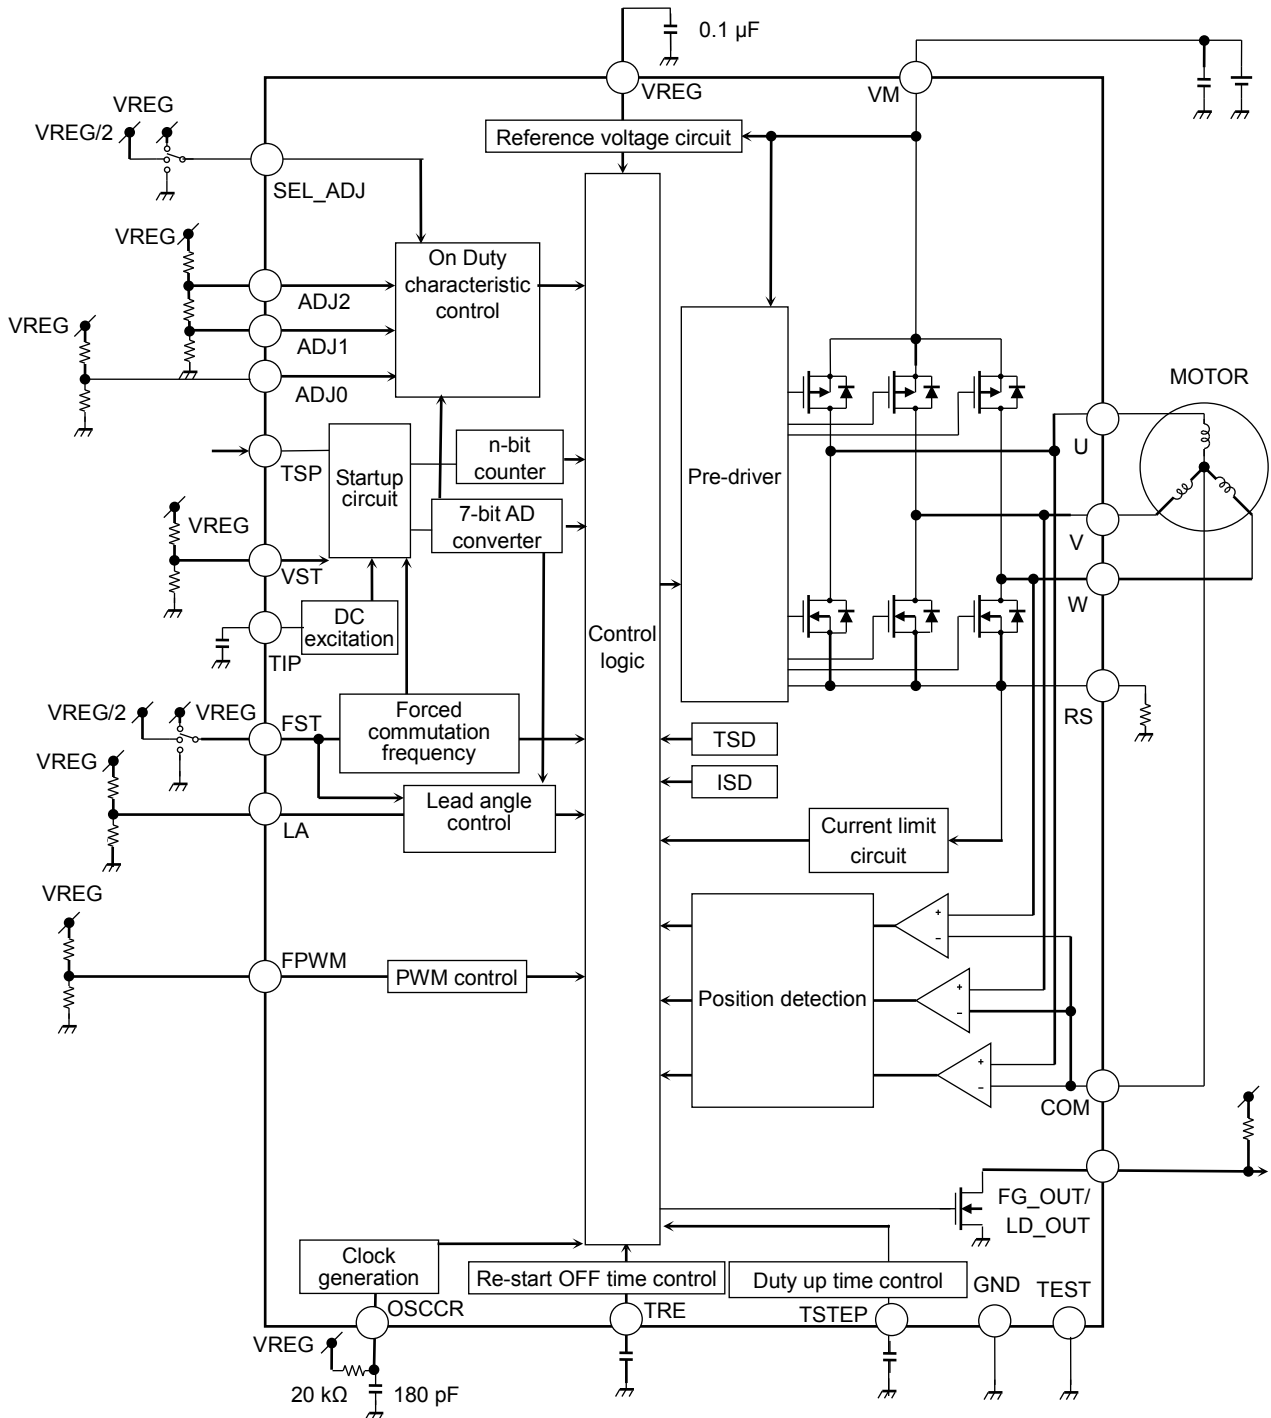 0.1 µF
VREG
VM
VREG
VREG/2
Reference voltage circuit
SEL_ADJ
VREG
On Duty
characteristic
control
ADJ2
VREG
ADJ1
ADJ0
MOTOR
U
TSP
Startup
circuit
n-bit
counter
Pre-driver
7-bit AD
converter
VREG
V
VST
W
DC
excitation
TIP
Control
logic
VREG/2
VREG
FST
Forced
commutation
frequency
RS
TSD
VREG
ISD
LA
Lead angle
control
Current limit
circuit
VREG
+
−
FPWM
PWM control
Position detection
+
−
+
−
COM
FG_OUT/
LD_OUT
Clock
generation
Re-start OFF time control
Duty up time control
GND
TEST
OSCCR
TRE
TSTEP
VREG
20 kΩ
180 pF